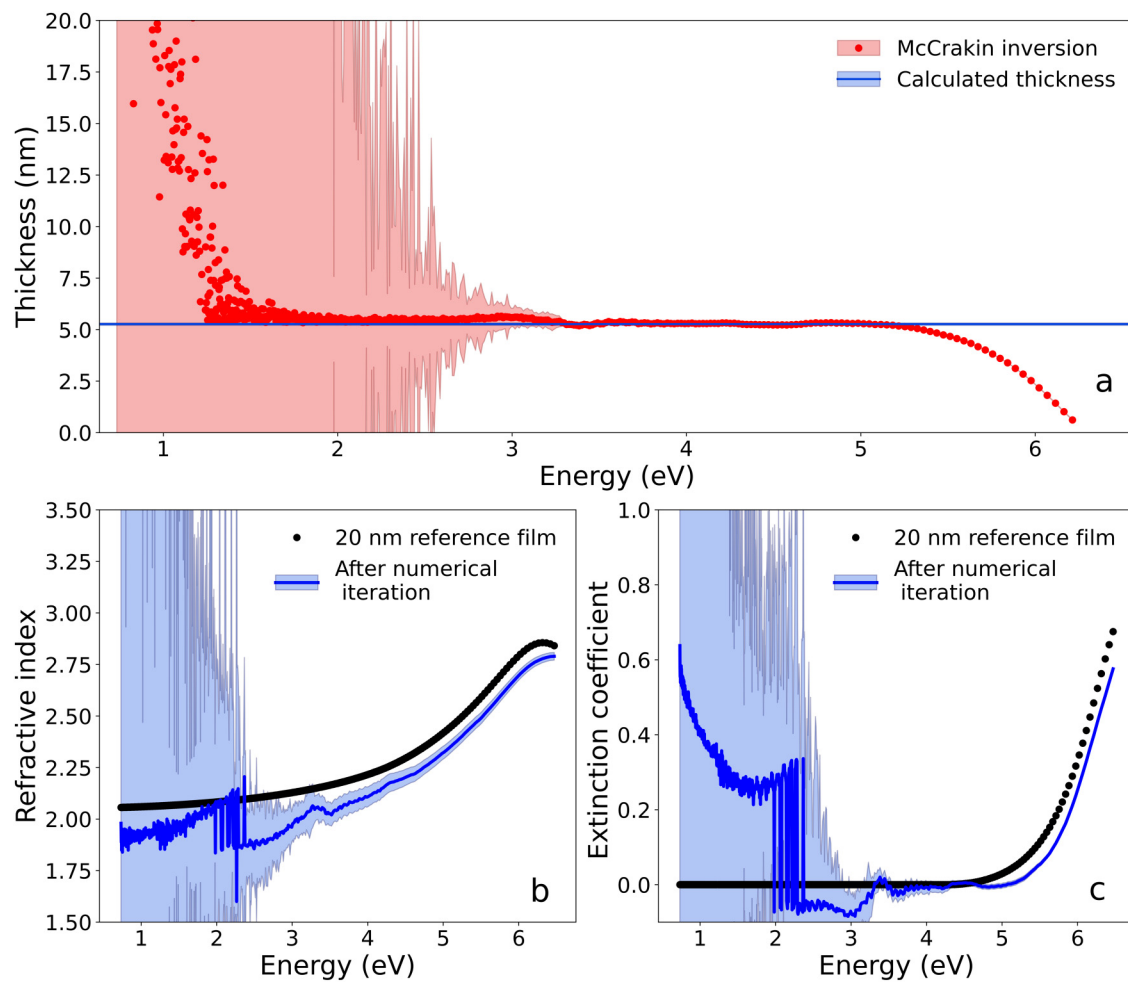 20.0
17.5
15.0
12.5
10.0
7.5
5.0
2.5
0.0
Thickness (nm)
McCrakin inversion
Calculated thickness
a
1 2 3 4 5 6
Energy (eV)
3.50
3.25
3.00
2.75
2.50
2.25
2.00
1.75
1.50
Refractive index
20 nm reference film
After numerical
iteration
b
1 2 3 4 5 6
Energy (eV)
1.0
0.8
0.6
0.4
0.2
0.0
Extinction coefficient
20 nm reference film
After numerical
iteration
c
1 2 3 4 5 6
Energy (eV)